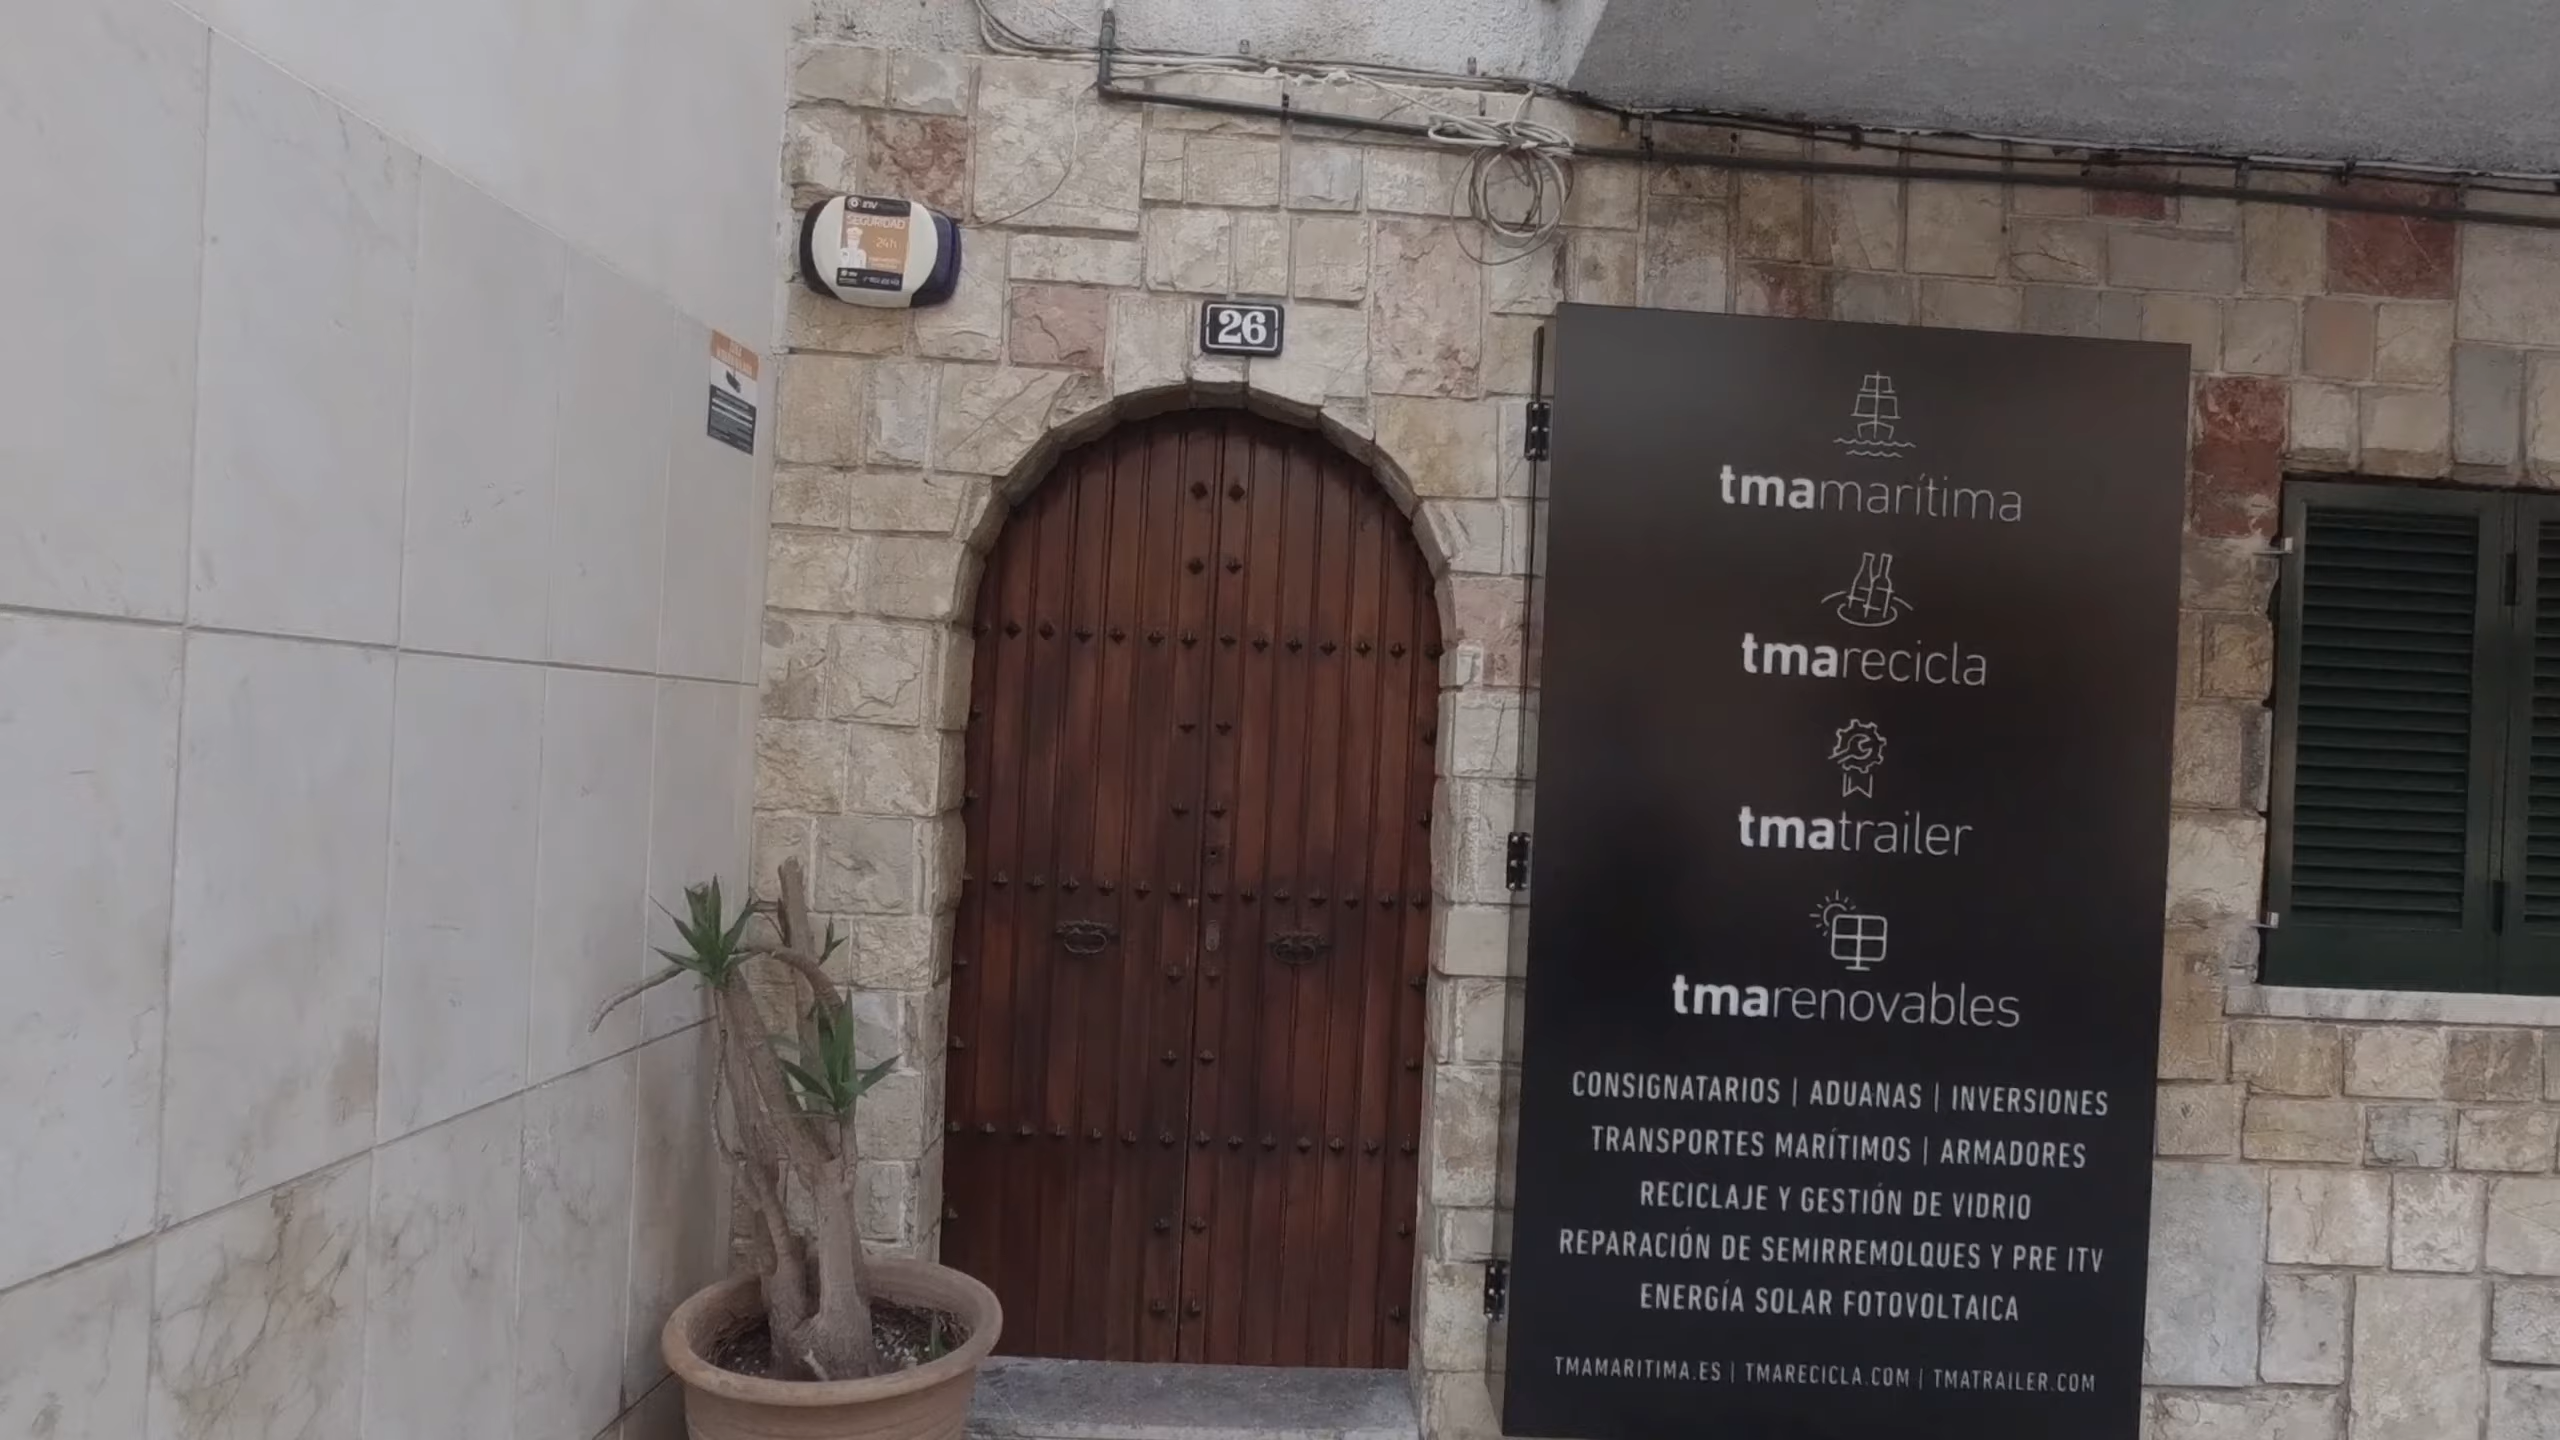 SEGURIDAD
24h
26
tmamarítima
tmarecicla
tmatrailer
tmarenovables
CONSIGNATARIOS | ADUANAS | INVERSIONES
TRANSPORTES MARÍTIMOS | ARMADORES
RECICLAJE Y GESTIÓN DE VIDRIO
REPARACIÓN DE SEMIRREMOLQUES Y PRE ITV
ENERGÍA SOLAR FOTOVOLTAICA
TMAMARITIMA.ES | TMARECICLA.COM | TMATRAILER.COM